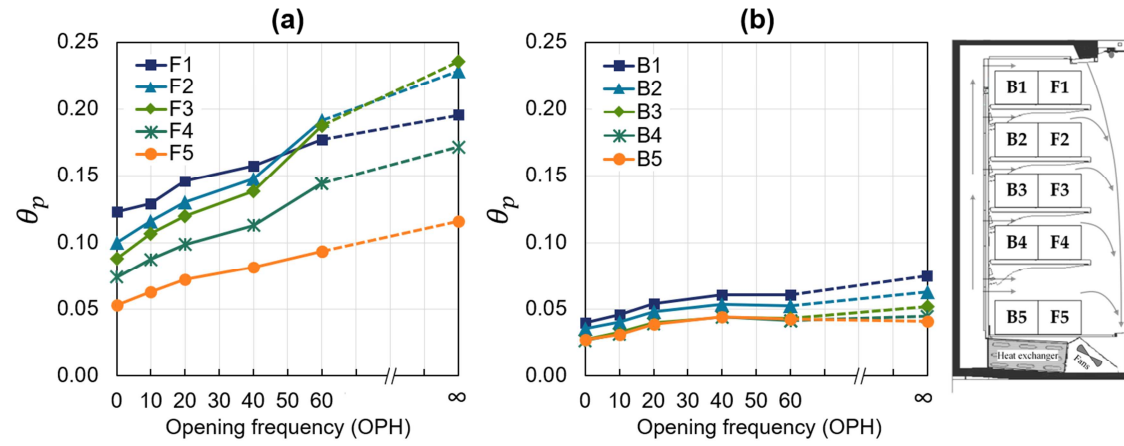 (a)
0.25
0.20
0.15
0.10
0.05
0.00
θp
F1
F2
F3
F4
F5
0 10 20 30 40 50 60 // ∞
Opening frequency (OPH)
(b)
0.25
0.20
0.15
0.10
0.05
0.00
θp
B1
B2
B3
B4
B5
0 10 20 30 40 50 60 // ∞
Opening frequency (OPH)
B1 F1
B2 F2
B3 F3
B4 F4
B5 F5
Heat exchanger
Fans